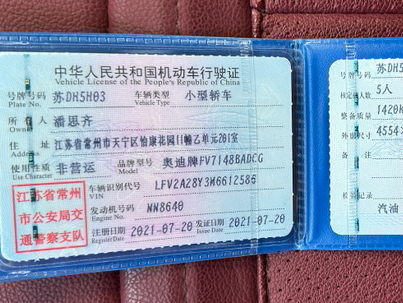 中华人民共和国机动车行驶证
Vehicle License of the People's Republic of China
号牌号码 苏DH5H03 车辆类型 小型轿车
Plate No. Vehicle Type
所 潘思齐
住 址 江苏省常州市天宁区怡康花园11幢乙单元201室
使用性质 非营运 品牌型号 奥迪牌FV7148BADCG
Use Character Model
车辆识别代号 LFV2A28Y3M6612586
VIN
江苏省常州
市公安局交
通警察支队
发动机号码 WW8640
Engine No.
注册日期 2021-07-20 发证日期 2021-07-20
Register Date Issue Date
号牌号码 苏DH5
5人
1420k
4554
汽油